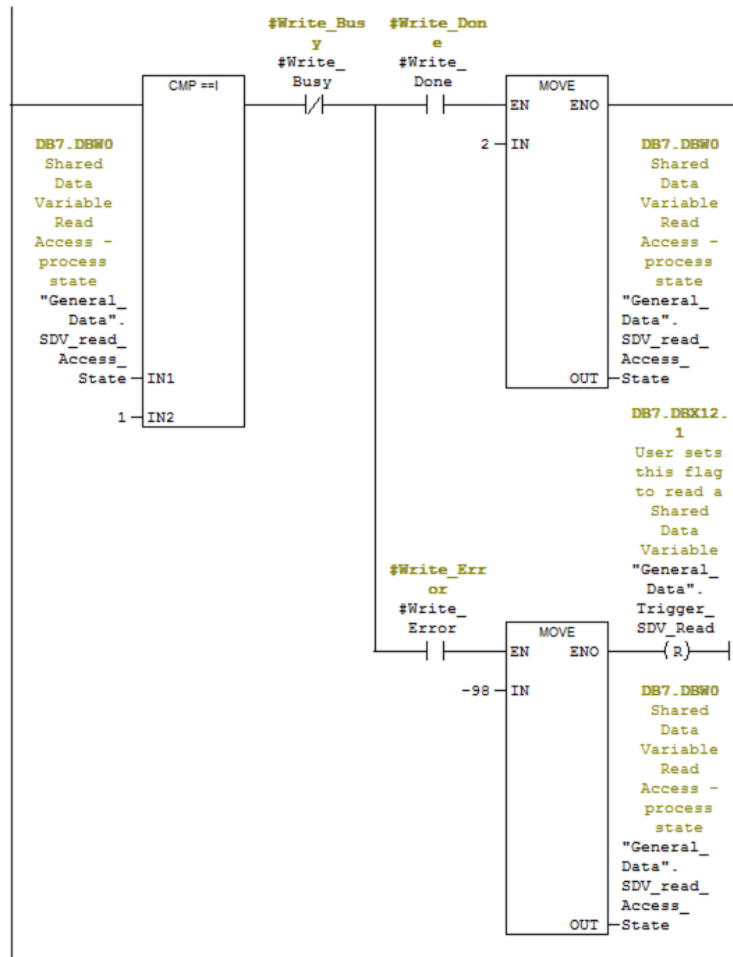 #Write_Bus
y
#Write_
Busy
#Write_Don
e
#Write_
Done
CMP ==I
MOVE
EN ENO
2 IN
DB7.DBW0
Shared
Data
Variable
Read
Access -
process
state
"General_
Data".
SDV_read_
Access_
State IN1
1 IN2
DB7.DBW0
Shared
Data
Variable
Read
Access -
process
state
"General_
Data".
SDV_read_
Access_
OUT State
DB7.DBX12.
1
User sets
this flag
to read a
Shared
Data
Variable
"General_
Data".
Trigger_
SDV_Read
#Write_Err
or
#Write_
Error
MOVE
EN ENO
(R)
-98 IN
DB7.DBW0
Shared
Data
Variable
Read
Access -
process
state
"General_
Data".
SDV_read_
Access_
OUT State